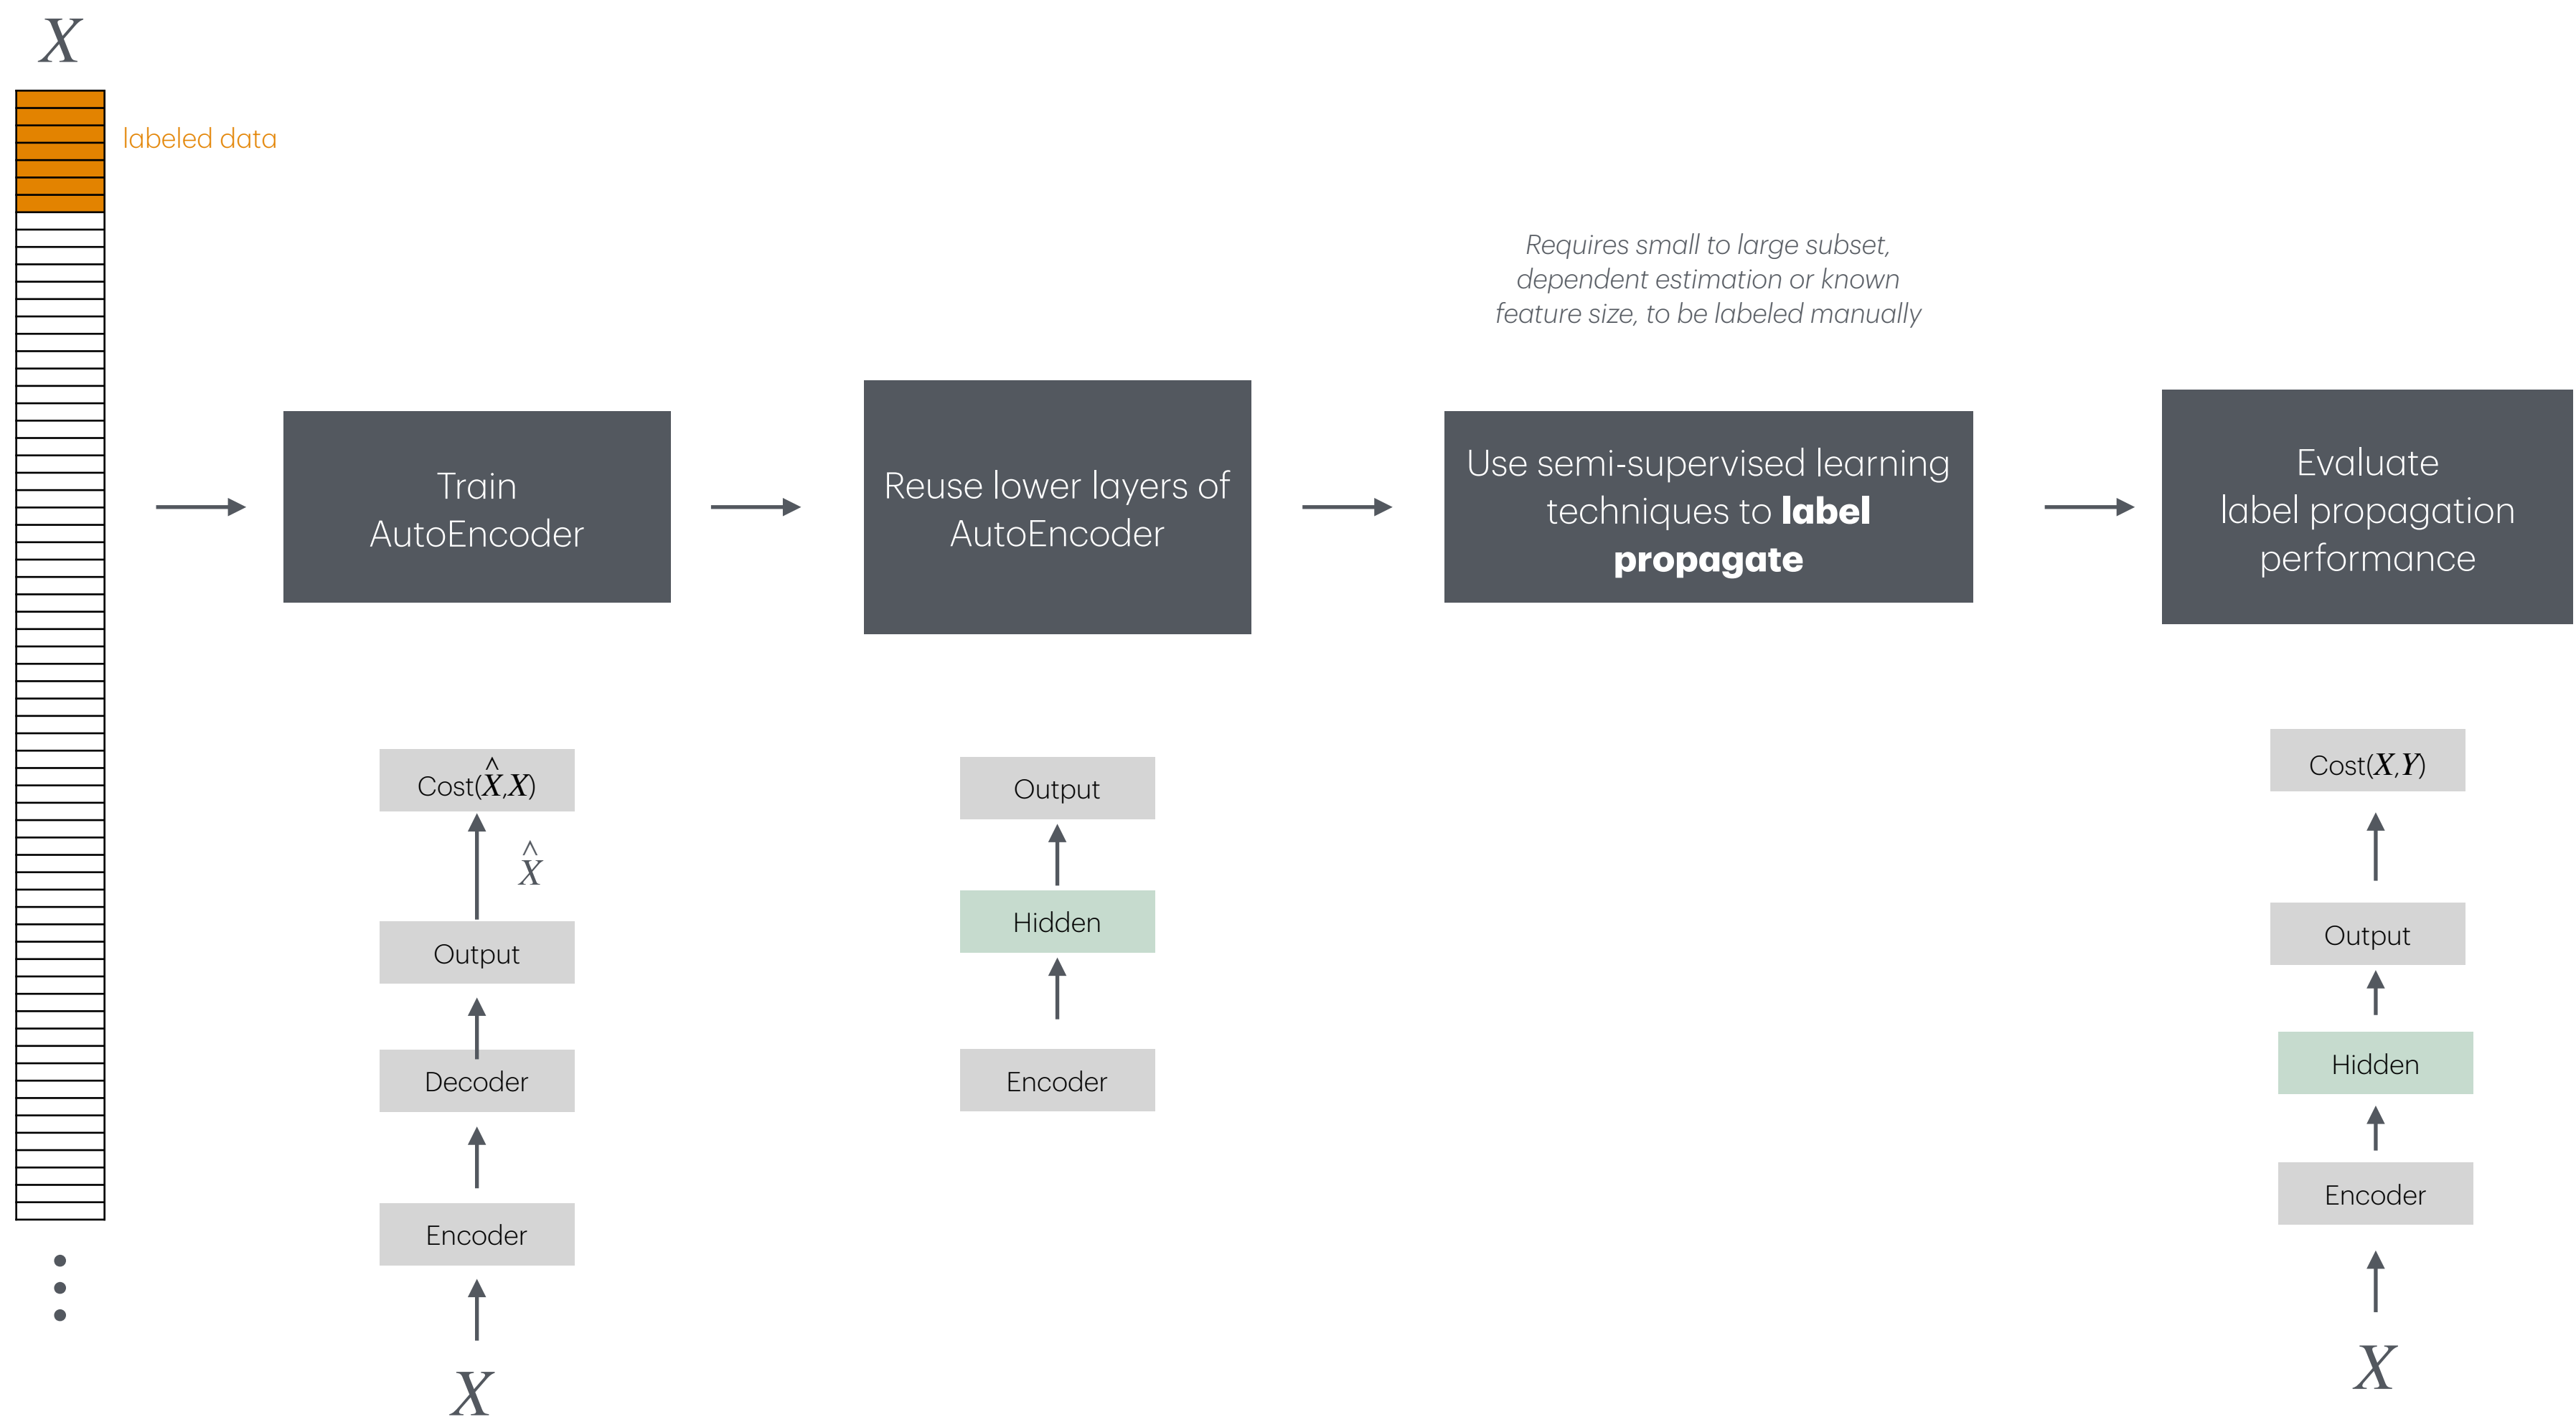 X
labeled data
Requires small to large subset,
dependent estimation or known
feature size, to be labeled manually
Train
AutoEncoder
Reuse lower layers of
AutoEncoder
Use semi-supervised learning
techniques to label
propagate
Evaluate
label propagation
performance
Cost(X̂,X)
X̂
Output
Decoder
Encoder
X
Output
Hidden
Encoder
Cost(X,Y)
Output
Hidden
Encoder
X